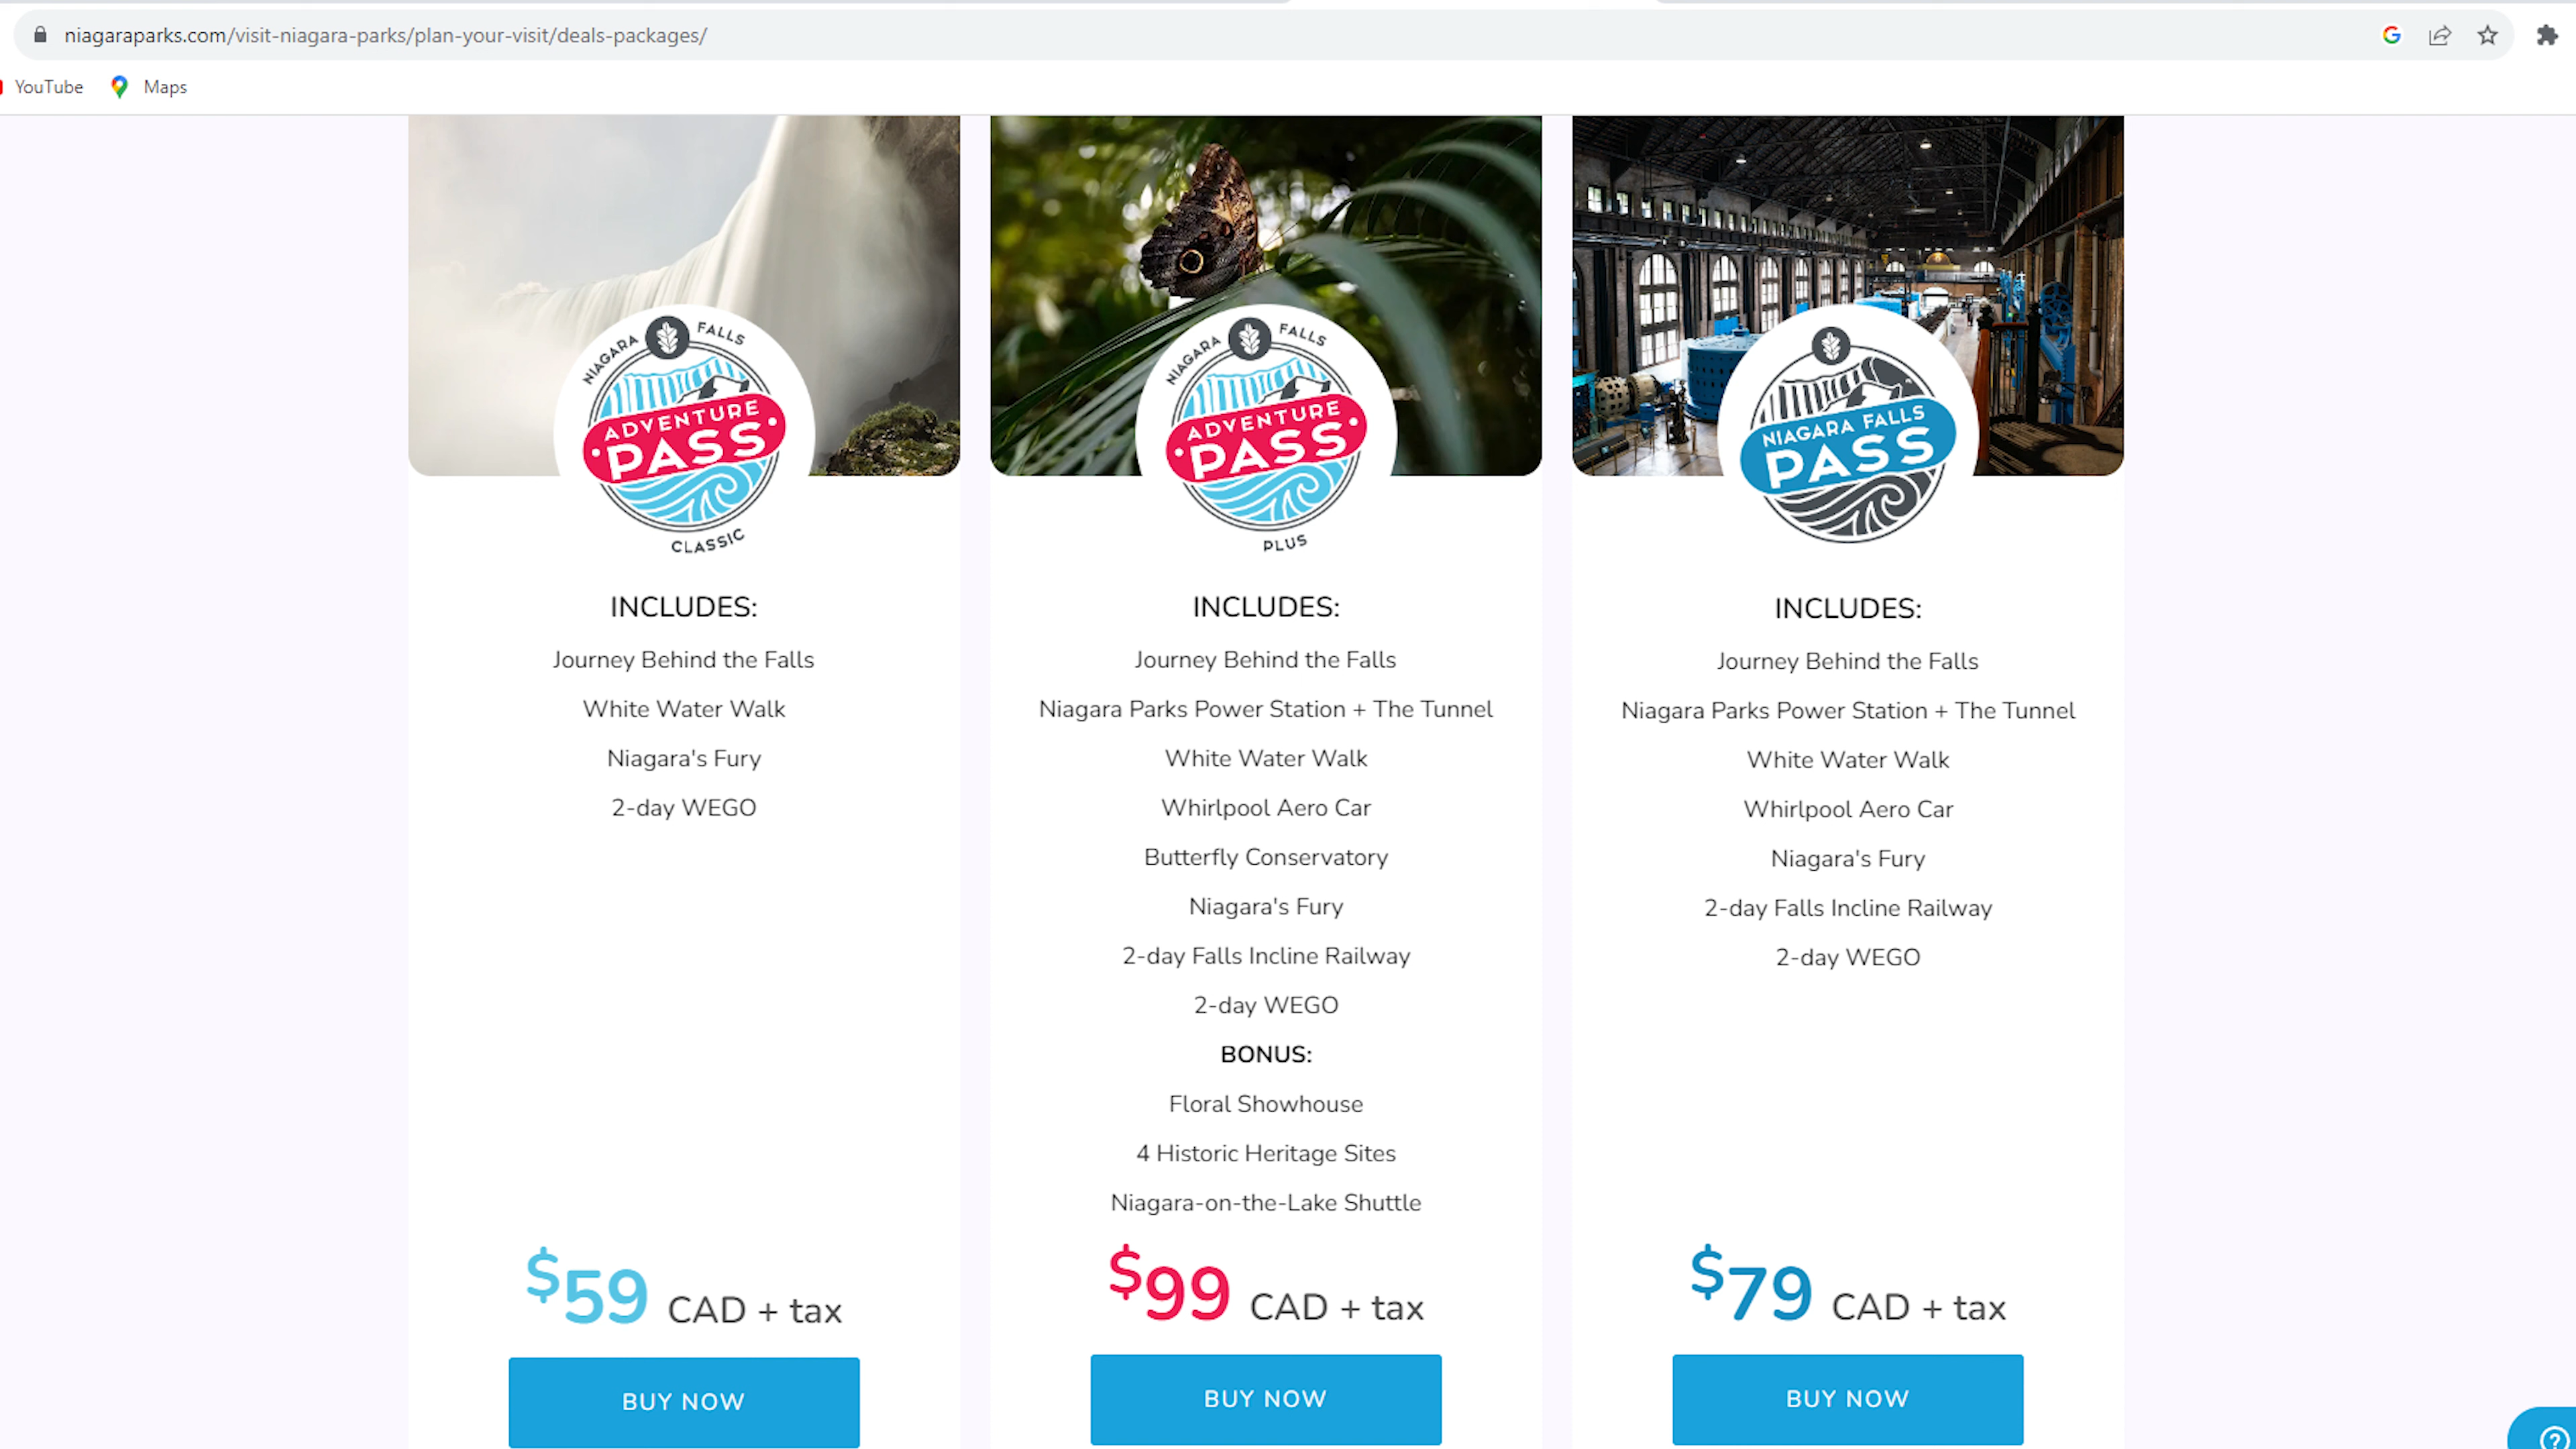 niagaraparks.com/visit-niagara-parks/plan-your-visit/deals-packages/
YouTube
Maps
NIAGARA FALLS
ADVENTURE
PASS
CLASSIC
INCLUDES:
Journey Behind the Falls
White Water Walk
Niagara's Fury
2-day WEGO
$59 CAD + tax
BUY NOW
NIAGARA FALLS
ADVENTURE
PASS
PLUS
INCLUDES:
Journey Behind the Falls
Niagara Parks Power Station + The Tunnel
White Water Walk
Whirlpool Aero Car
Butterfly Conservatory
Niagara's Fury
2-day Falls Incline Railway
2-day WEGO
BONUS:
Floral Showhouse
4 Historic Heritage Sites
Niagara-on-the-Lake Shuttle
$99 CAD + tax
BUY NOW
NIAGARA FALLS
PASS
INCLUDES:
Journey Behind the Falls
Niagara Parks Power Station + The Tunnel
White Water Walk
Whirlpool Aero Car
Niagara's Fury
2-day Falls Incline Railway
2-day WEGO
$79 CAD + tax
BUY NOW